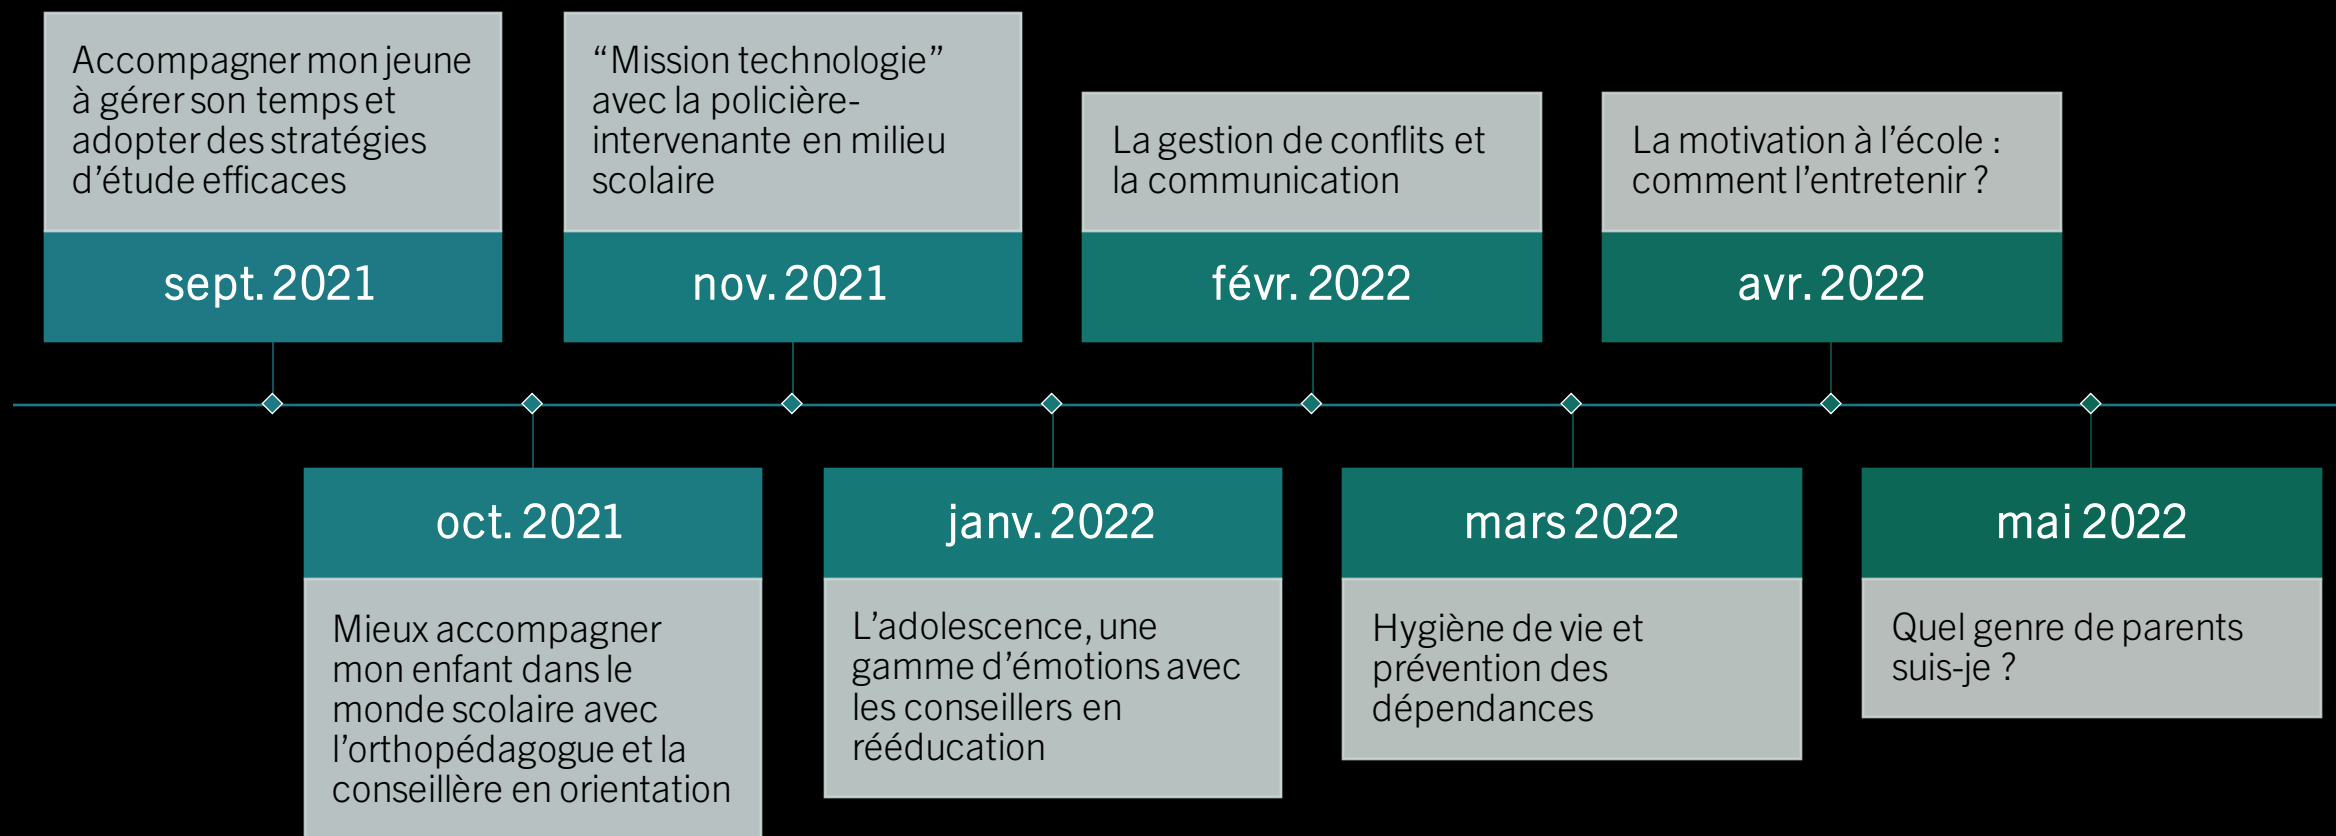 Accompagner mon jeune
à gérer son temps et
adopter des stratégies
d'étude efficaces
sept. 2021
Mieux accompagner
mon enfant dans le
monde scolaire avec
l'orthopédagogue et la
conseillère en orientation
oct. 2021
“Mission technologie”
avec la policière-
intervenante en milieu
scolaire
nov. 2021
janv. 2022
L'adolescence, une
gamme d'émotions avec
les conseillers en
rééducation
La gestion de conflits et
la communication
févr. 2022
mars 2022
Hygiène de vie et
prévention des
dépendances
La motivation à l'école :
comment l'entretenir ?
avr. 2022
mai 2022
Quel genre de parents
suis-je ?